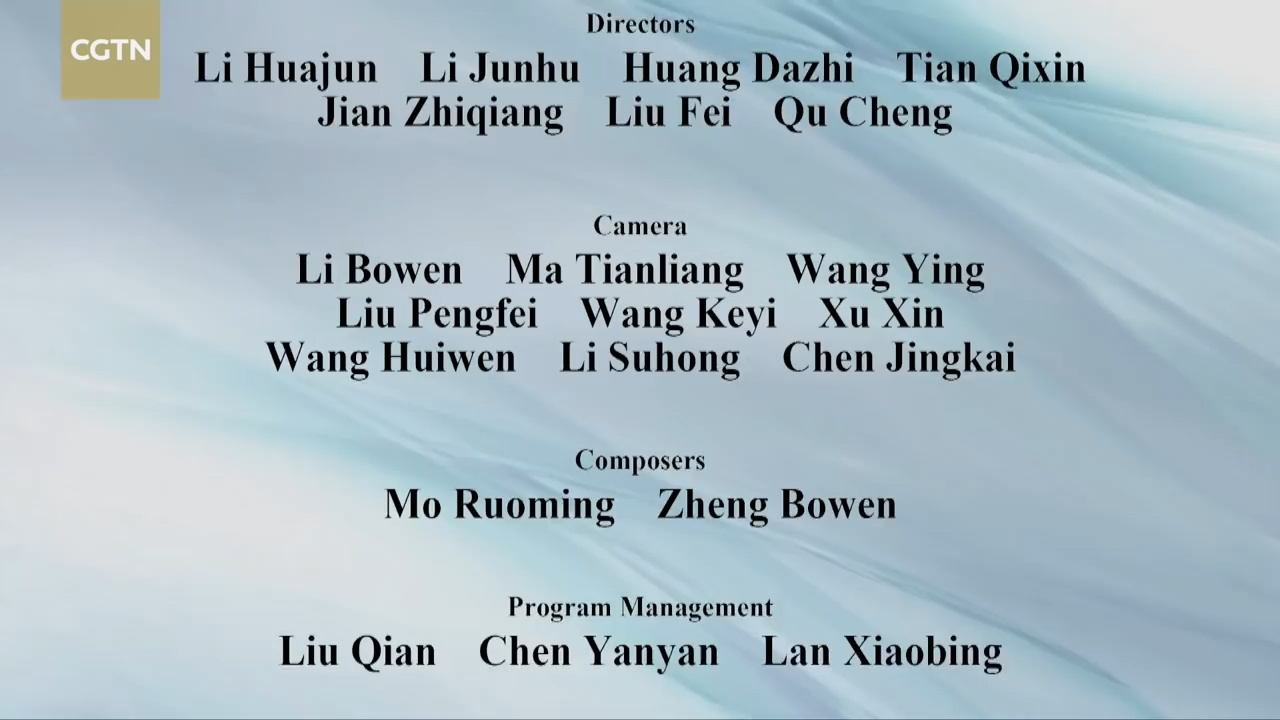 CGTN
Directors
Li Huajun Li Junhu Huang Dazhi Tian Qixin
Jian Zhiqiang Liu Fei Qu Cheng
Camera
Li Bowen Ma Tianliang Wang Ying
Liu Pengfei Wang Keyi Xu Xin
Wang Huiwen Li Suhong Chen Jingkai
Composers
Mo Ruoming Zheng Bowen
Program Management
Liu Qian Chen Yanyan Lan Xiaobing